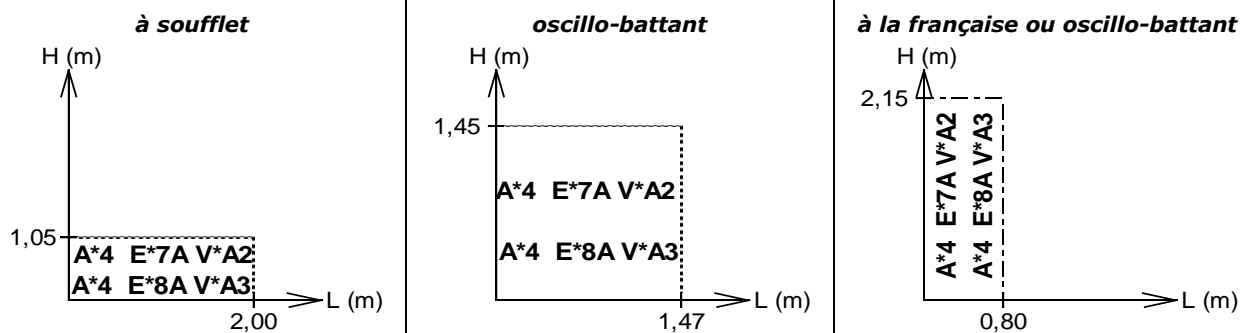 à soufflet
H (m)
1,05
A*4 E*7A V*A2
A*4 E*8A V*A3
L (m)
2,00
oscillo-battant
H (m)
1,45
A*4 E*7A V*A2
A*4 E*8A V*A3
L (m)
1,47
à la française ou oscillo-battant
H (m)
2,15
A*4 E*7A V*A2
A*4 E*8A V*A3
L (m)
0,80